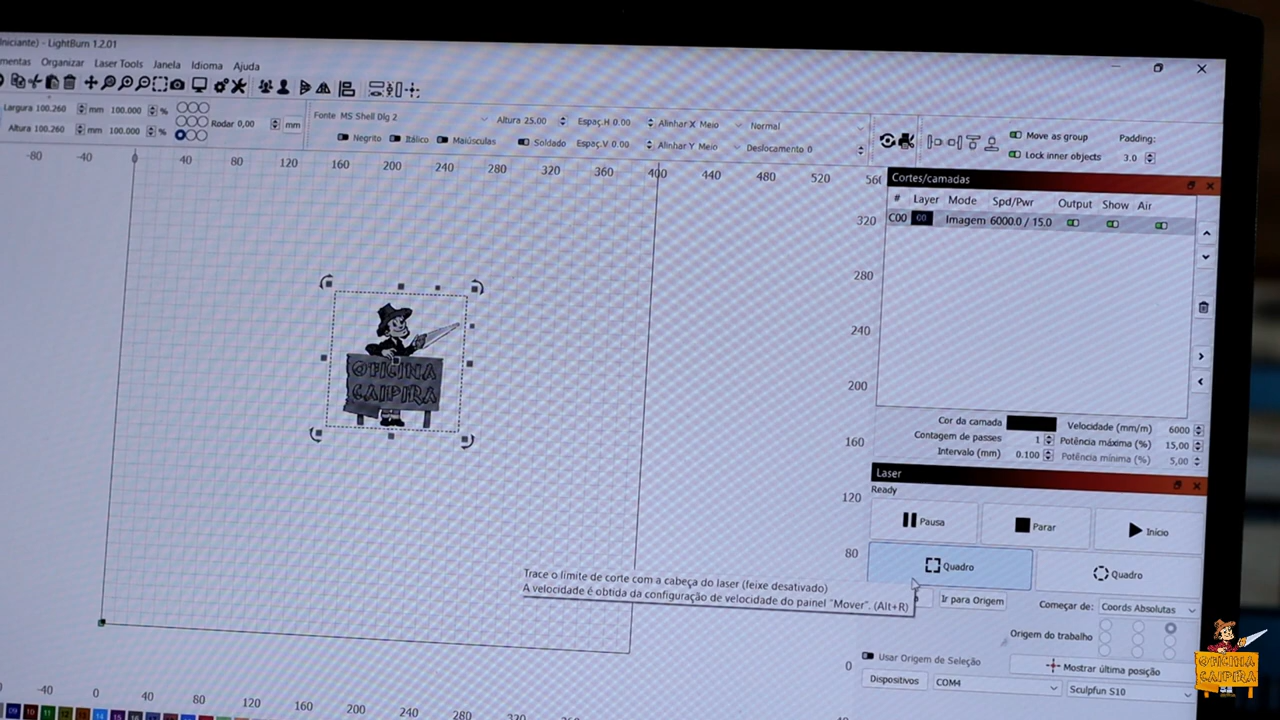 Iniciante) - LightBurn 1.2.01
mentas Organizar Laser Tools Janela Idioma Ajuda
Largura 100.260 mm 100.000 %
Altura 100.260 mm 100.000 %
Rodar 0,00 mm
Fonte MS Shell Dlg 2 Altura 25.00 Espaç.H 0.00 Alinhar X Meio Normal
Negrito Itálico Maiúsculas Soldado Espaç.V 0.00 Alinhar Y Meio Deslocamento 0
Move as group
Lock inner objects
Padding:
3.0
-80 -40 0 40 80 120 160 200 240 280 320 360 400 440 480 520 560
Cortes/camadas
# Layer Mode Spd/Pwr Output Show Air
C00 00 Imagem 6000.0 / 15.0
320
280
240
200
160
120
80
0
OFICINA
CAIPIRA
Cor da camada Velocidade (mm/m) 6000
Contagem de passes 1 Potência máxima (%) 15,00
Intervalo (mm) 0.100 Potência mínima (%) 5,00
Laser
Ready
Pausa Parar Início
Quadro Quadro
Trace o limite de corte com a cabeça do laser (feixe desativado)
A velocidade é obtida da configuração de velocidade do painel "Mover". (Alt+R)
Ir para Origem Começar de: Coords Absolutas
Origem do trabalho
Usar Origem de Seleção Mostrar última posição
Dispositivos COM4 Sculpfun S10
-40 0 40 80 120 160 200 240 280 320
09 10 11 12 13 14 15 16
OFICINA
CAIPIRA